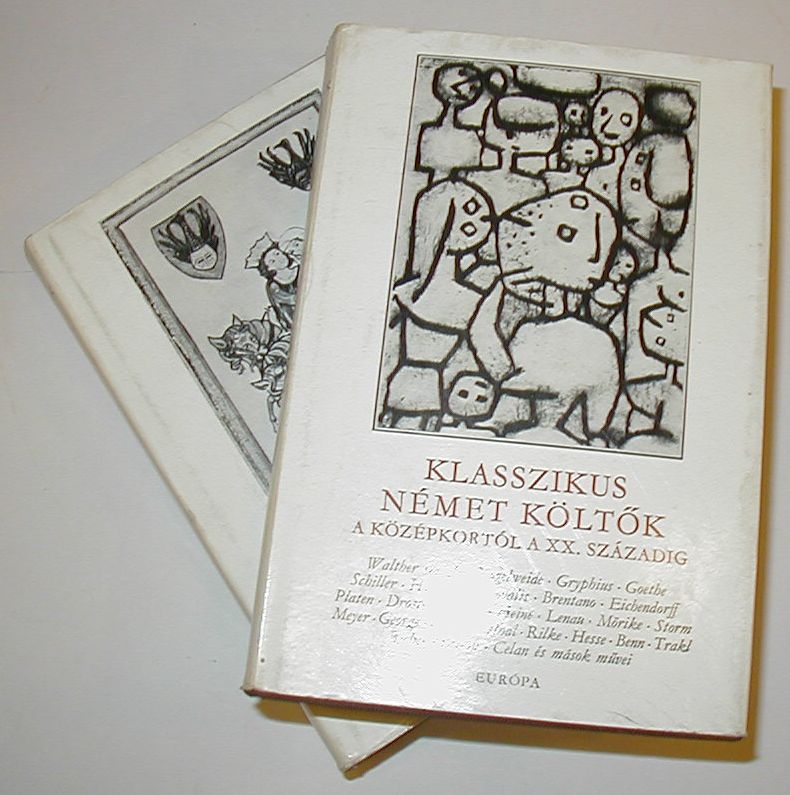 KLASSZIKUS
NÉMET KÖLTŐK
A KÖZÉPKORTÓL A XX. SZÁZADIG
Walther · Gryphius · Goethe
Schiller · Brentano · Eichendorff
Platen · Heine · Lenau · Mörike · Storm
Meyer · Rilke · Hesse · Benn · Trakl
· Celan és mások művei
EURÓPA